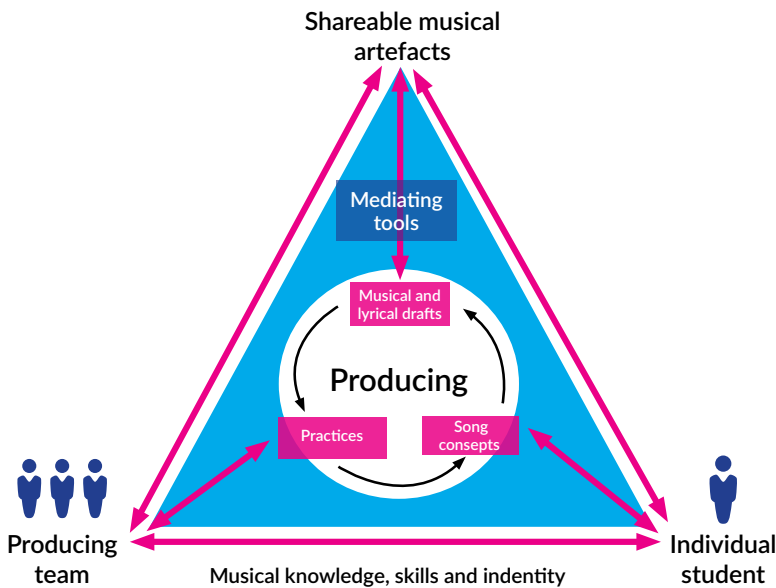 Shareable musical
artefacts
Mediating
tools
Musical and
lyrical drafts
Producing
Practices
Song
consepts
Producing
team
Individual
student
Musical knowledge, skills and indentity